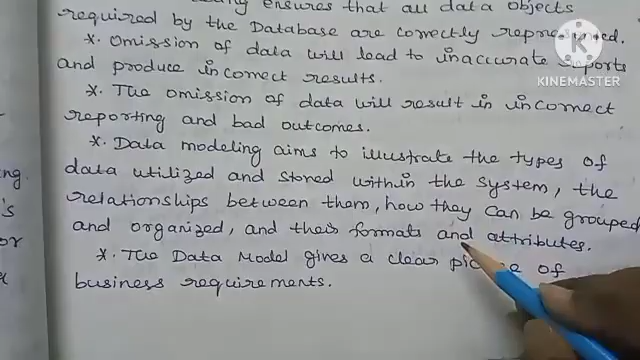 ensures that all data objects
required by the Database are correctly represented.
*. Omission of data will lead to inaccurate reports
and produce incorrect results.
*. The omission of data will result in incorrect
reporting and bad outcomes.
*. Data modeling aims to illustrate the types of
data utilized and stored within the system, the
relationships between them, how they can be grouped
and organized, and their formats and attributes.
*. The Data Model gives a clear of
business requirements.
ng.
's
or
KINEMASTER